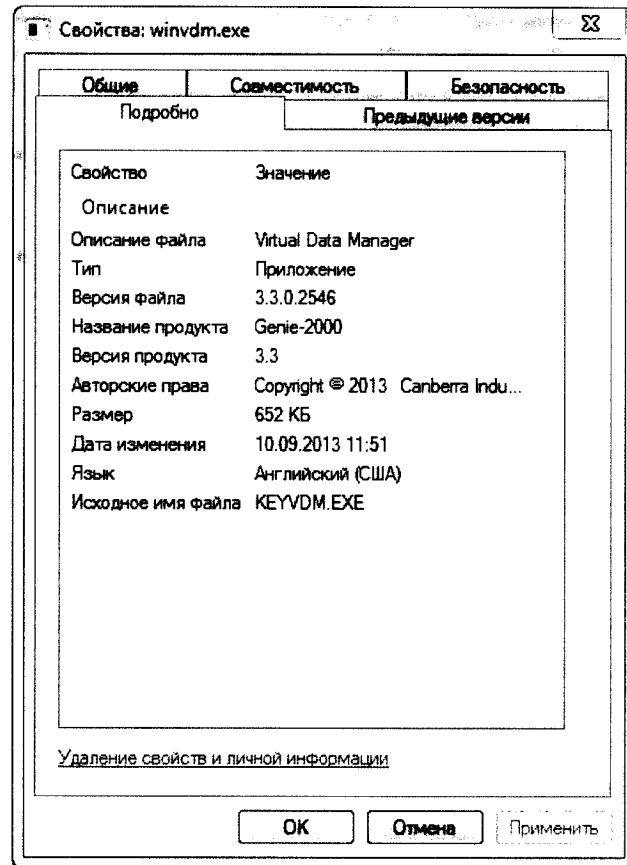 Свойства: winvdm.exe
Общие Совместимость Безопасность
Подробно Предыдущие версии
Свойство Значение
Описание
Описание файла Virtual Data Manager
Тип Приложение
Версия файла 3.3.0.2546
Название продукта Genie-2000
Версия продукта 3.3
Авторские права Copyright © 2013 Canberra Indu...
Размер 652 КБ
Дата изменения 10.09.2013 11:51
Язык Английский (США)
Исходное имя файла KEYVDM.EXE
Удаление свойств и личной информации
ОК Отмена Применить